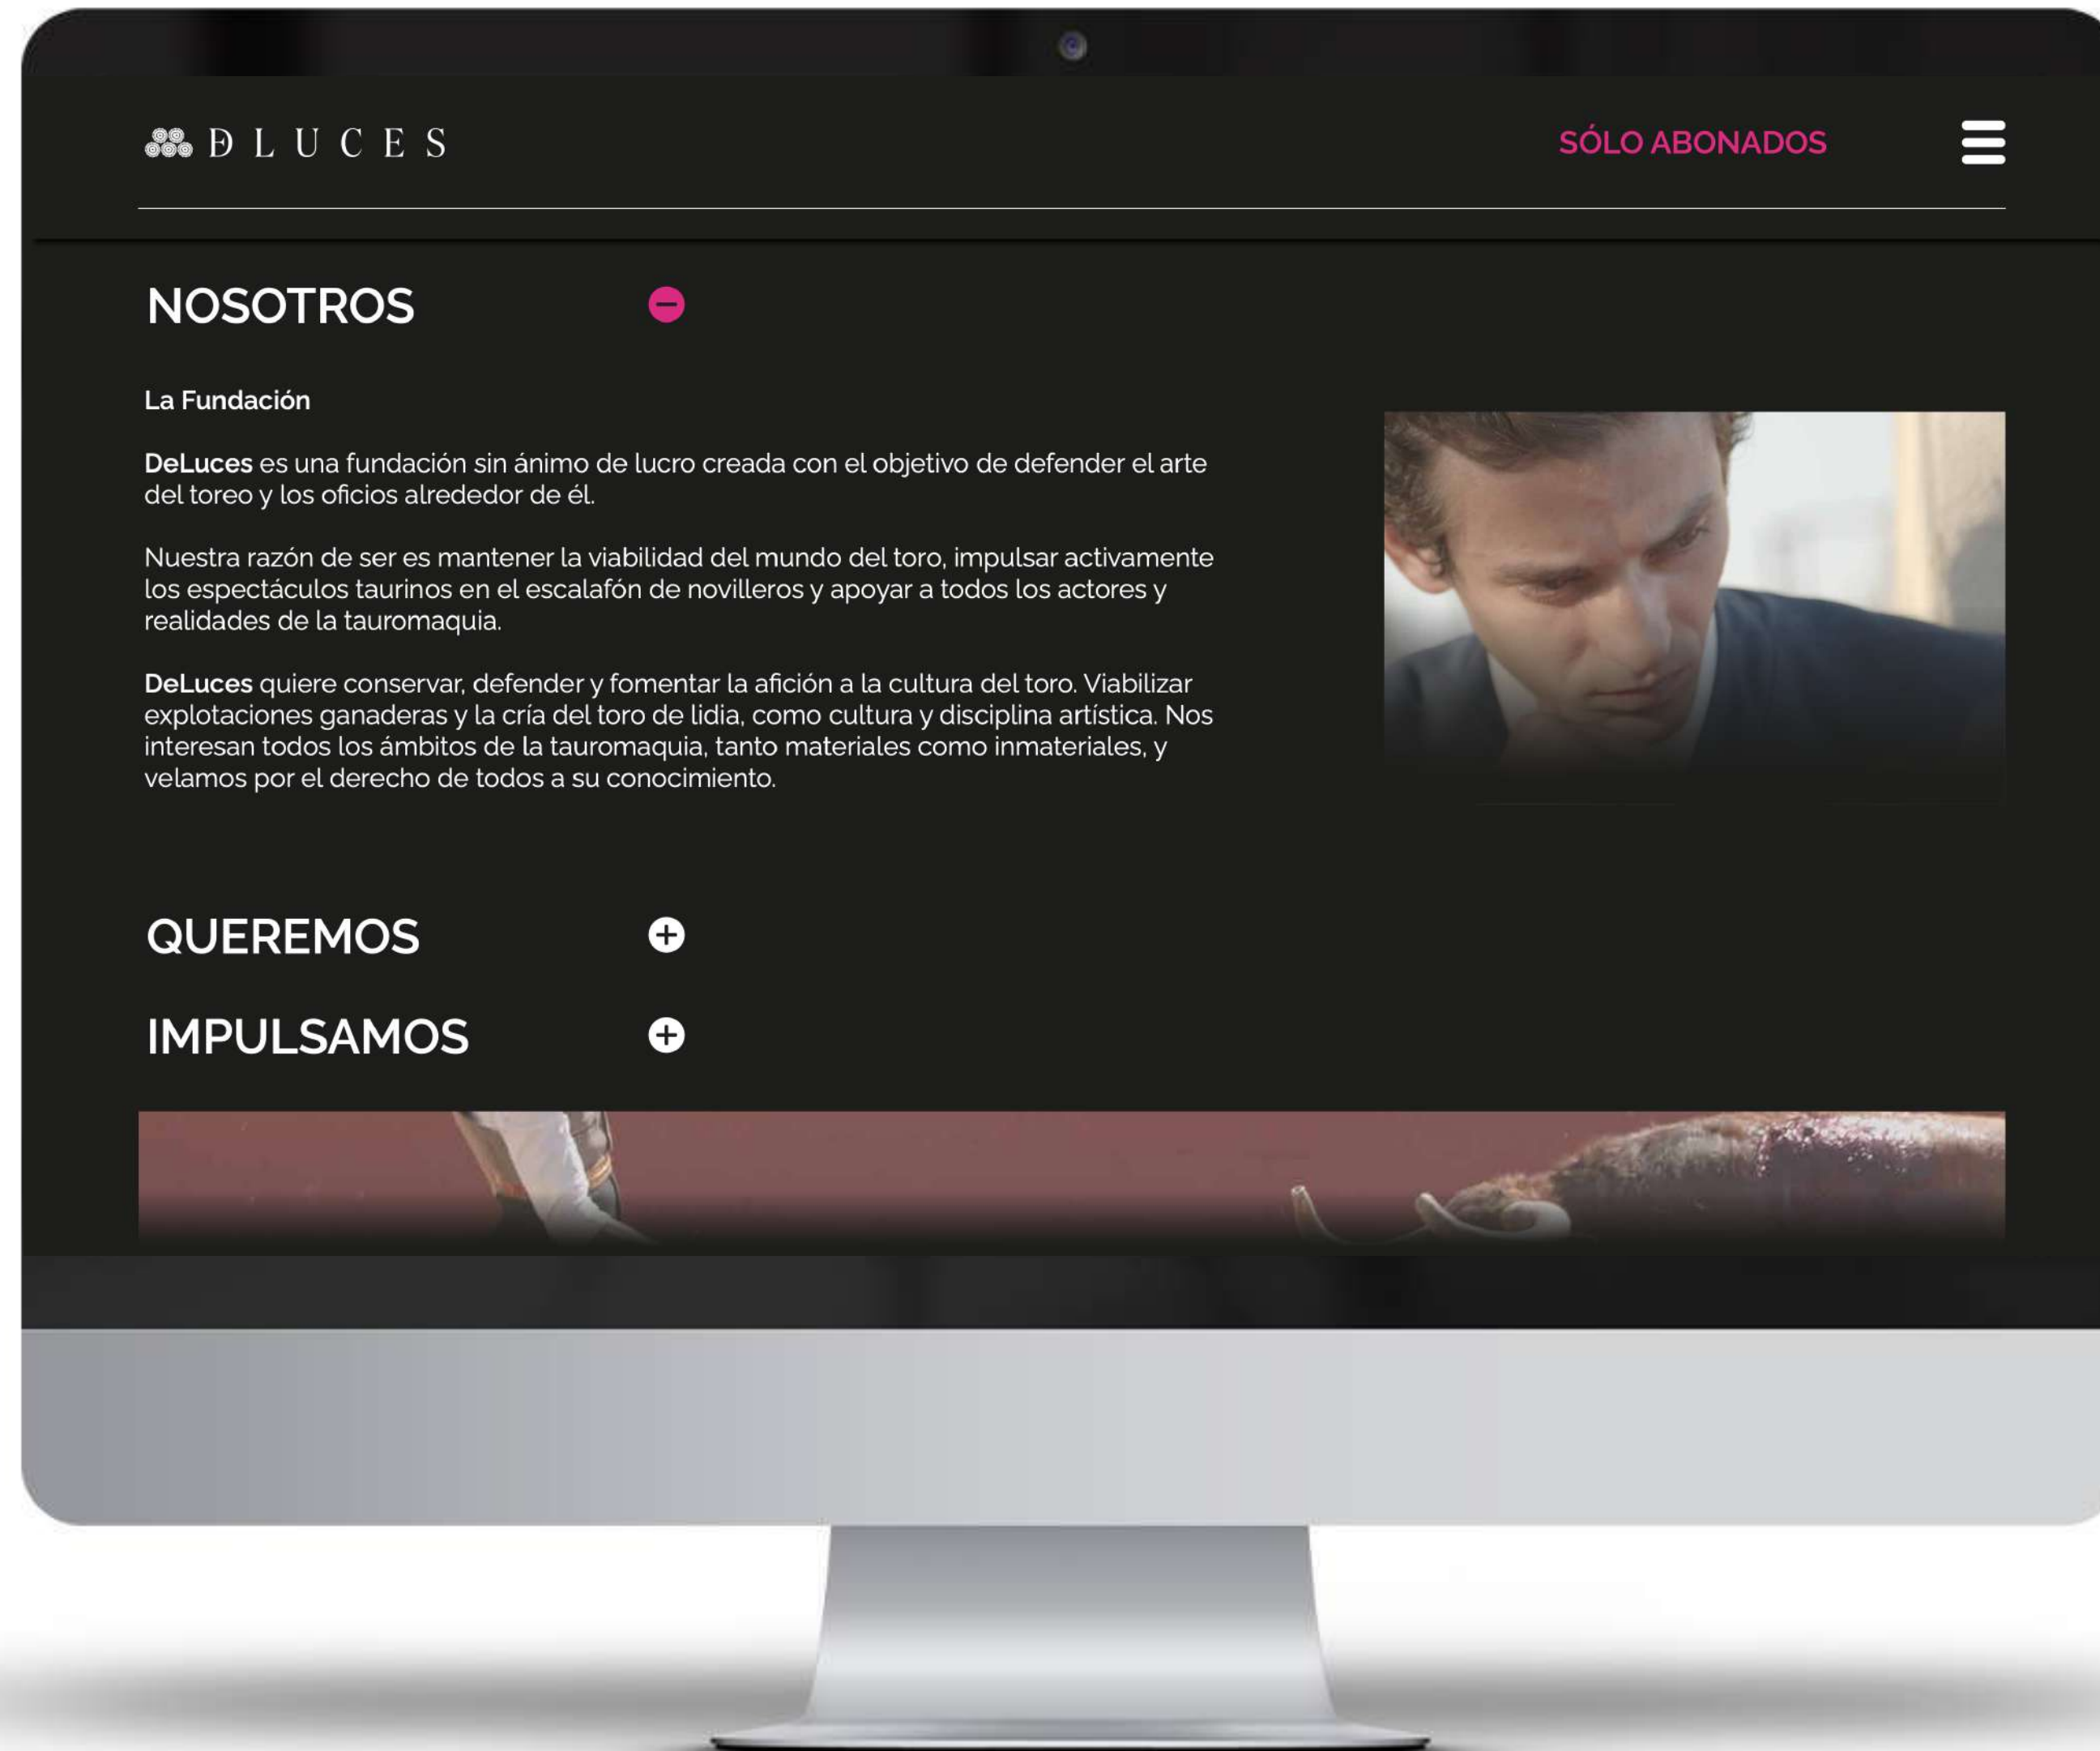 DLUCES
SÓLO ABONADOS
NOSOTROS
La Fundación
DeLuces es una fundación sin ánimo de lucro creada con el objetivo de defender el arte
del toreo y los oficios alrededor de él.
Nuestra razón de ser es mantener la viabilidad del mundo del toro, impulsar activamente
los espectáculos taurinos en el escalafón de novilleros y apoyar a todos los actores y
realidades de la tauromaquia.
DeLuces quiere conservar, defender y fomentar la afición a la cultura del toro. Viabilizar
explotaciones ganaderas y la cría del toro de lidia, como cultura y disciplina artística. Nos
interesan todos los ámbitos de la tauromaquia, tanto materiales como inmateriales, y
velamos por el derecho de todos a su conocimiento.
QUEREMOS
IMPULSAMOS